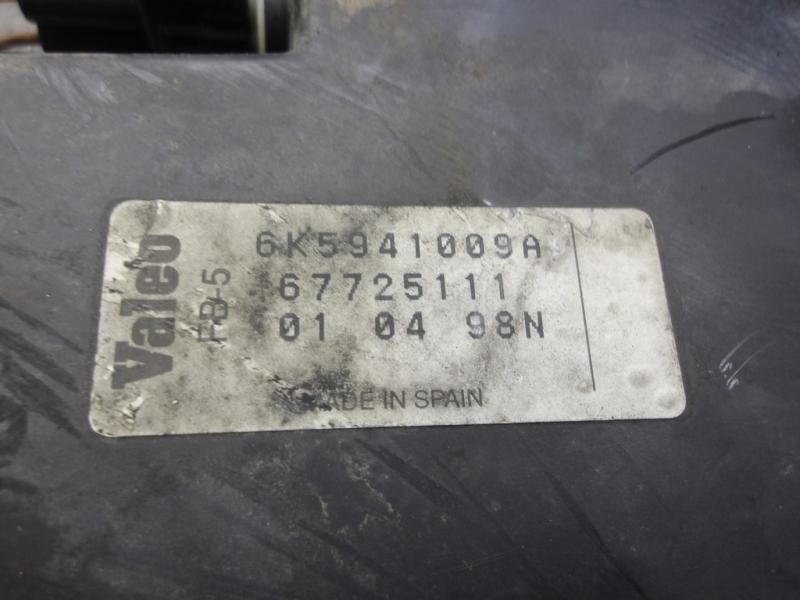 Valeo
FB-5
6K5941009A
67725111
01 04 98N
MADE IN SPAIN